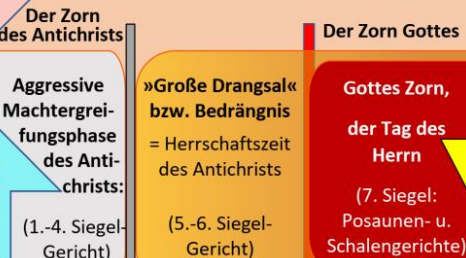 Der Zorn
des Antichrists
Der Zorn Gottes
Aggressive
Machtergrei-
fungsphase
des Anti-
christs:
(1.-4. Siegel-
Gericht)
»Große Drangsal«
bzw. Bedrängnis
= Herrschaftszeit
des Antichrists
(5.-6. Siegel-
Gericht)
Gottes Zorn,
der Tag des
Herrn
(7. Siegel:
Posaunen- u.
Schalengerichte)